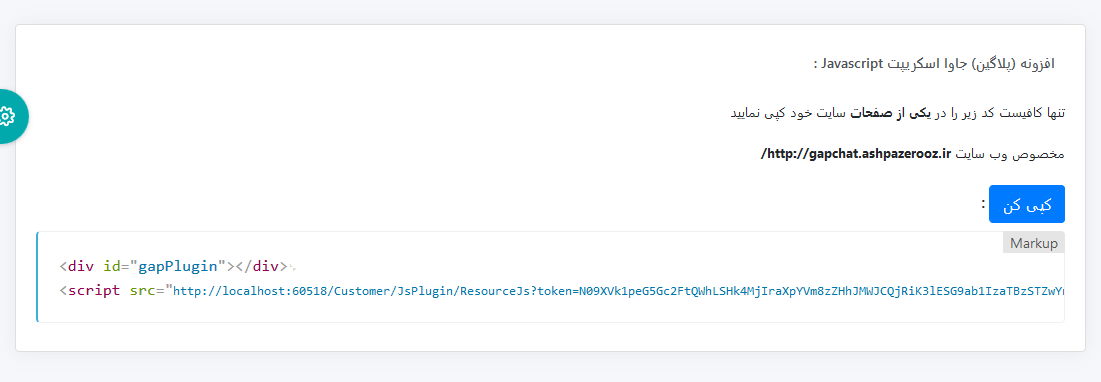 افزونه (پلاگین) جاوا اسکریپت Javascript :
تنها کافیست کد زیر را در یکی از صفحات سایت خود کپی نمایید
مخصوص وب سایت http://gapchat.ashpazerooz.ir/
کپی کن :
Markup
<div id="gapPlugin"></div>
<script src="http://localhost:60518/Customer/JsPlugin/ResourceJs?token=N09XVk1peG5Gc2FtQWhLSHk4MjIraXpYVm8zZHhJMWJCQjRiK3lESG9ab1IzaTBzSTZwYr